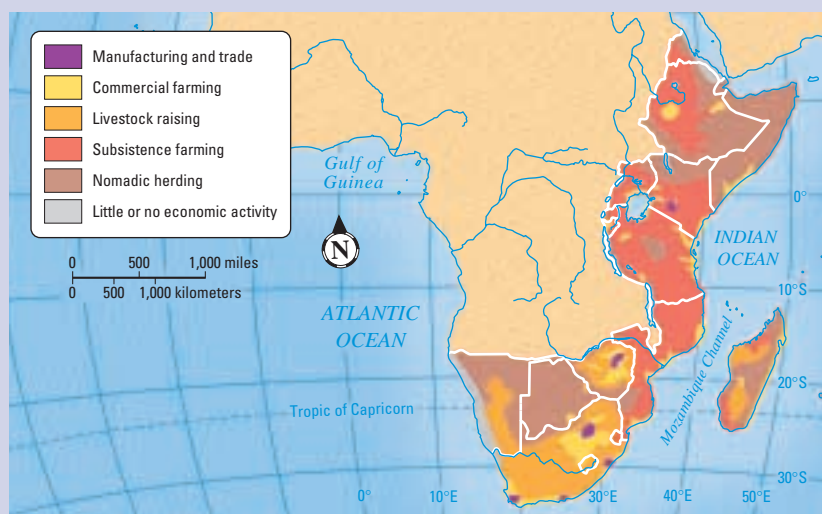 Manufacturing and trade
Commercial farming
Livestock raising
Subsistence farming
Nomadic herding
Little or no economic activity
N
0 500 1,000 miles
0 500 1,000 kilometers
Gulf of
Guinea
ATLANTIC
OCEAN
INDIAN
OCEAN
Mozambique Channel
Tropic of Capricorn
0°
10°S
20°S
30°S
0°
10°E
30°E
40°E
50°E